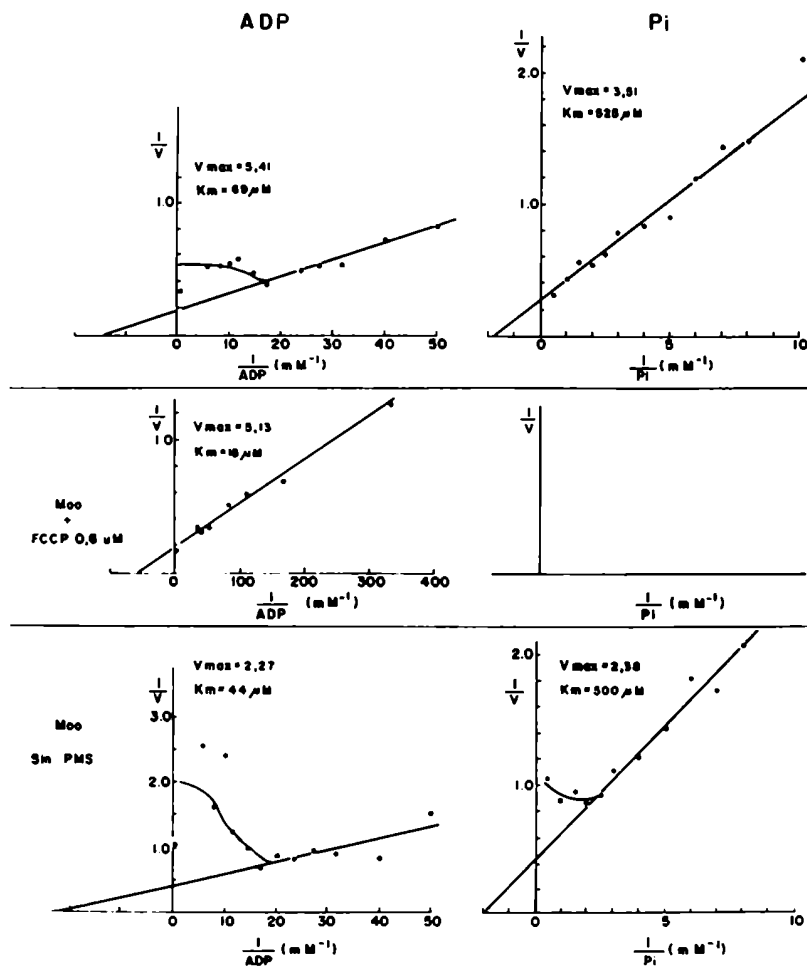 ADP
Pi
1/V
1.0
Vmax=5,41
Km=69 µM
0 10 20 30 40 50
1/ADP (mM⁻¹)
1/V
2.0
1.0
Vmax=3,51
Km=525 µM
0 5 10
1/Pi (mM⁻¹)
Moo
+
FCCP 0,6 uM
1/V
1.0
Vmax=5,13
Km=18 µM
0 100 200 300 400
1/ADP (mM⁻¹)
1/V
1/Pi (mM⁻¹)
Moo
Sin PMS
1/V
3.0
2.0
1.0
Vmax=2,27
Km=44 µM
0 10 20 30 40 50
1/ADP (mM⁻¹)
1/V
2.0
1.0
Vmax=2,38
Km=500 µM
0 5 10
1/Pi (mM⁻¹)